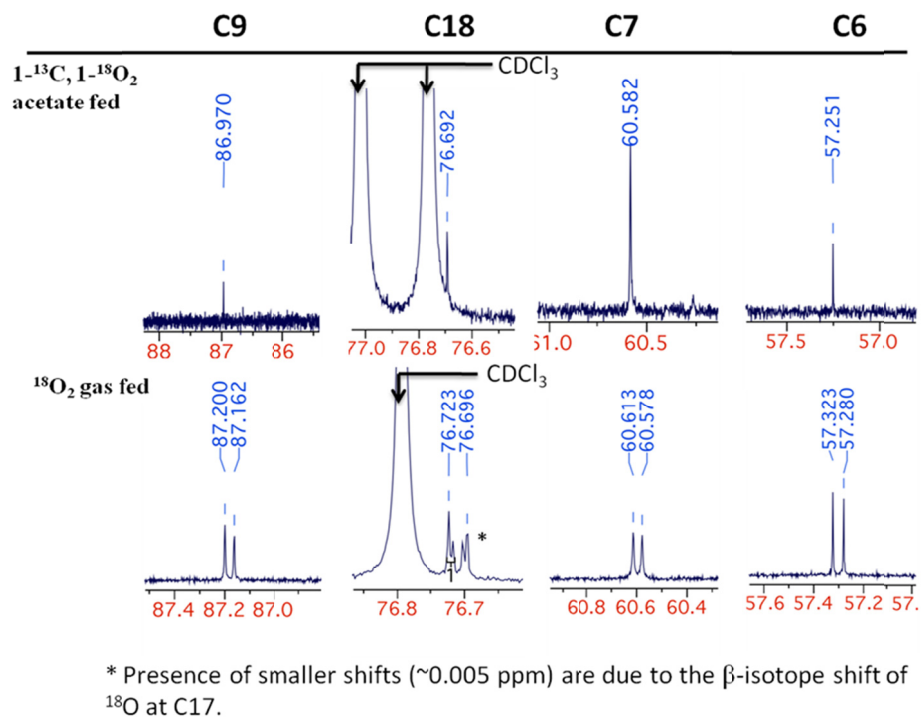 C9 C18 C7 C6
1-¹³C, 1-¹⁸O₂
acetate fed
CDCl₃
86.970
76.692
60.582
57.251
88 87 86
77.0 76.8 76.6
51.0 60.5
57.5 57.0
¹⁸O₂ gas fed
CDCl₃
87.200
87.162
76.723
76.696
*
60.613
60.578
57.323
57.280
87.4 87.2 87.0
76.8 76.7
60.8 60.6 60.4
57.6 57.4 57.2 57.
* Presence of smaller shifts (~0.005 ppm) are due to the β-isotope shift of
¹⁸O at C17.